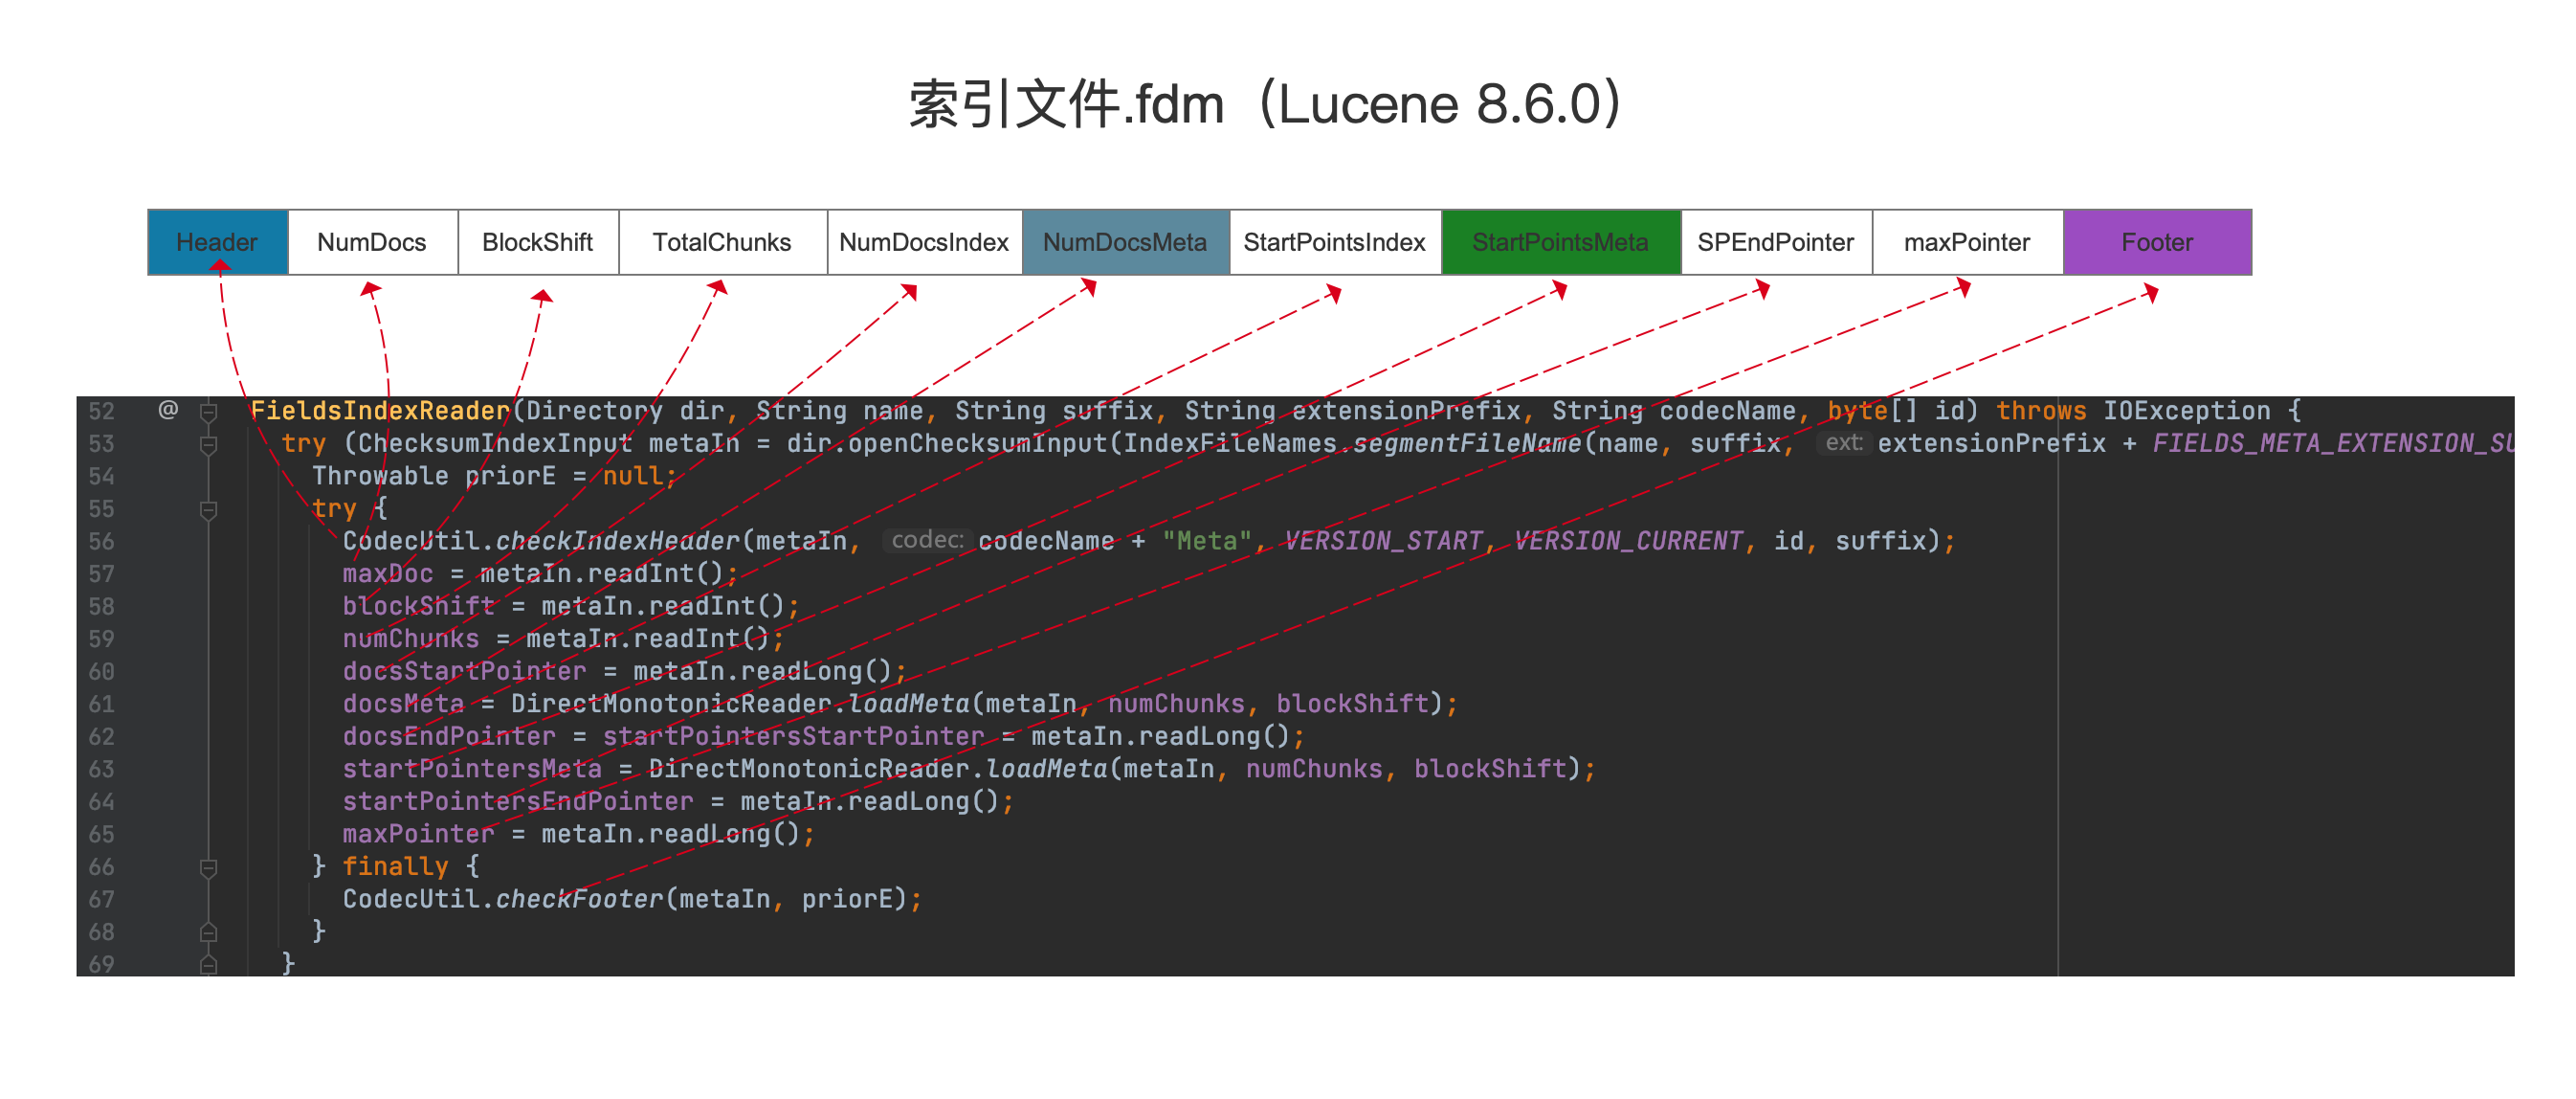 索引文件.fdm（Lucene 8.6.0）
Header NumDocs BlockShift TotalChunks NumDocsIndex NumDocsMeta StartPointsIndex StartPointsMeta SPEndPointer maxPointer Footer
52 @ FieldsIndexReader(Directory dir, String name, String suffix, String extensionPrefix, String codecName, byte[] id) throws IOException {
53 try (ChecksumIndexInput metaIn = dir.openChecksumInput(IndexFileNames.segmentFileName(name, suffix, ext: extensionPrefix + FIELDS_META_EXTENSION_SU
54 Throwable priorE = null;
55 try {
56 CodecUtil.checkIndexHeader(metaIn, codec: codecName + "Meta", VERSION_START, VERSION_CURRENT, id, suffix);
57 maxDoc = metaIn.readInt();
58 blockShift = metaIn.readInt();
59 numChunks = metaIn.readInt();
60 docsStartPointer = metaIn.readLong();
61 docsMeta = DirectMonotonicReader.loadMeta(metaIn, numChunks, blockShift);
62 docsEndPointer = startPointersStartPointer = metaIn.readLong();
63 startPointersMeta = DirectMonotonicReader.loadMeta(metaIn, numChunks, blockShift);
64 startPointersEndPointer = metaIn.readLong();
65 maxPointer = metaIn.readLong();
66 } finally {
67 CodecUtil.checkFooter(metaIn, priorE);
68 }
69 }